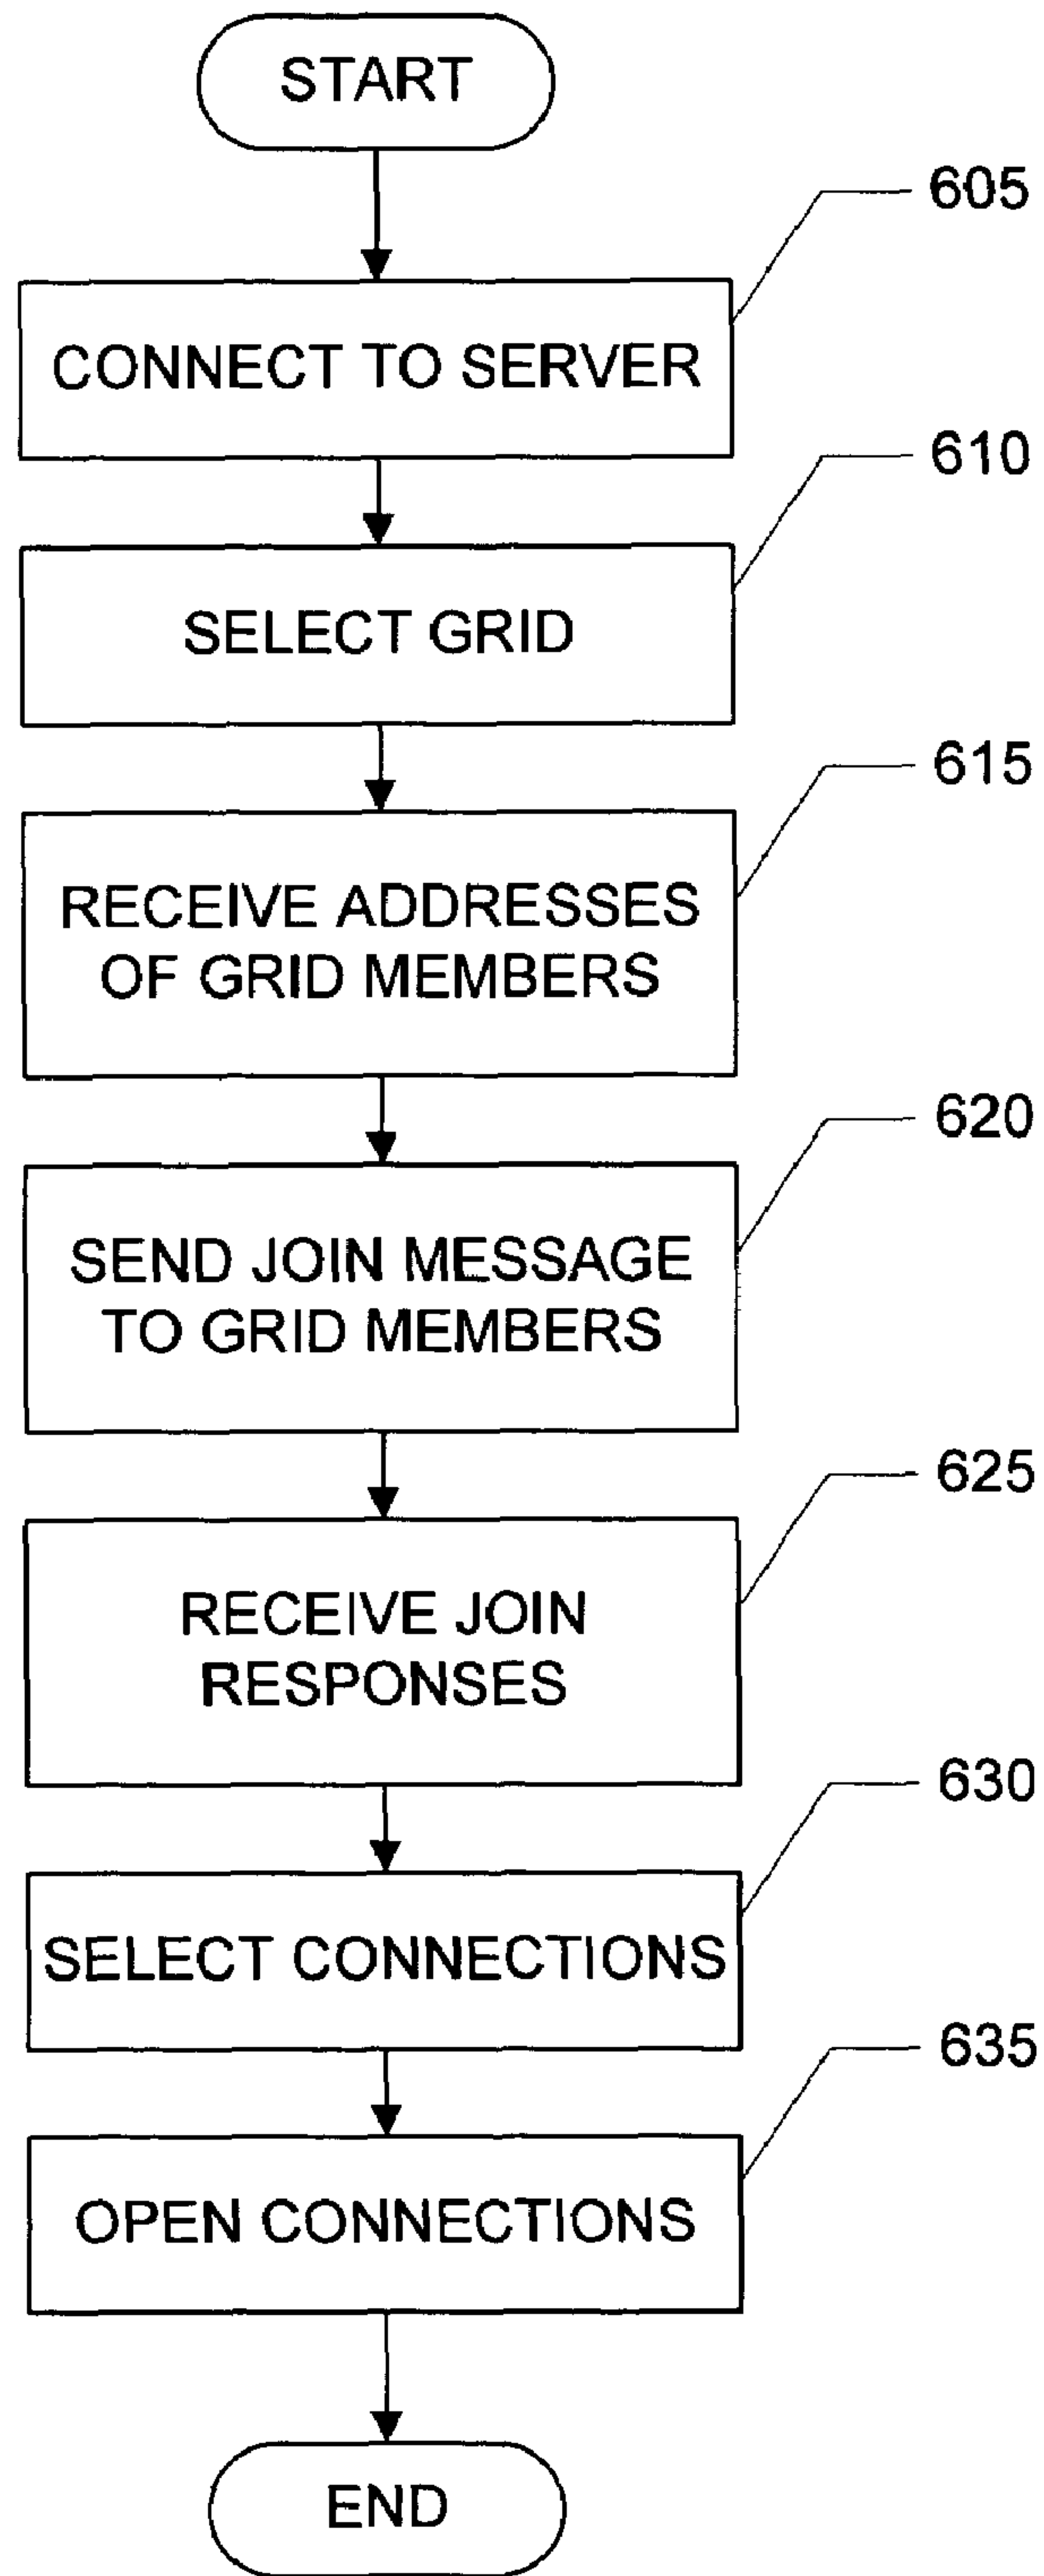 START
605
CONNECT TO SERVER
610
SELECT GRID
615
RECEIVE ADDRESSES
OF GRID MEMBERS
620
SEND JOIN MESSAGE
TO GRID MEMBERS
625
RECEIVE JOIN
RESPONSES
630
SELECT CONNECTIONS
635
OPEN CONNECTIONS
END